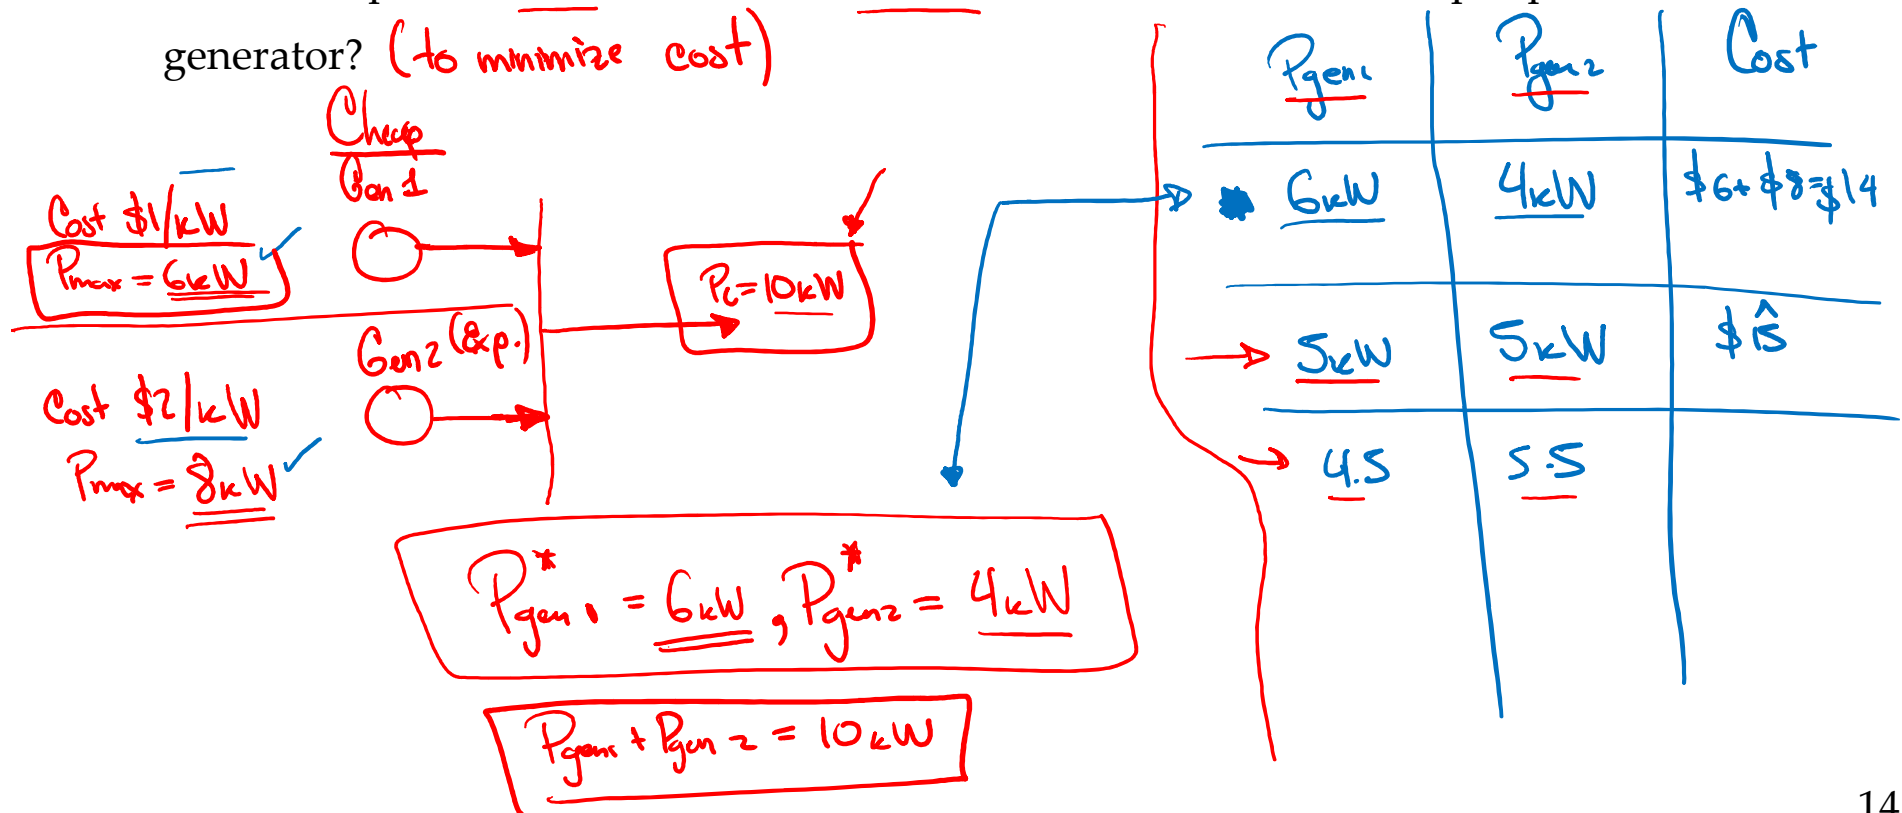 generator? (to minimize cost)
Cheap
Gen 1
Cost $1/kW
Pmax = 6kW
Gen 2 (Exp.)
Cost $2/kW
Pmax = 8kW
PL = 10kW
P*gen1 = 6kW, P*gen2 = 4kW
Pgen1 + Pgen2 = 10kW
Pgen1 Pgen2 Cost
6kW 4kW $6+$8=$14
5kW 5kW $15
4.5 5.5
14